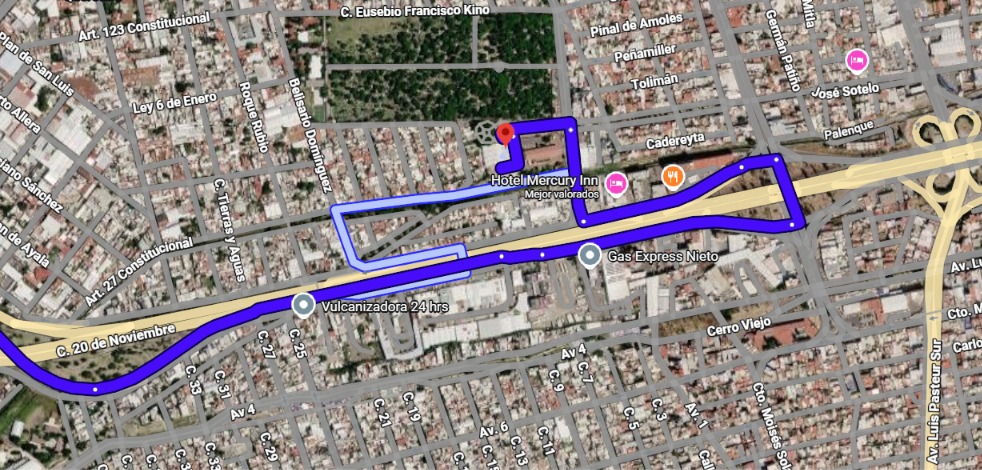 C. Eusebio Francisco Kino
Mitla
Art. 123 Constitucional
Pinal de Amoles
Germán Patiño
Plan de San Luis
Peñamiller
Belisario Domínguez
Tolimán
Roque Rubio
José Sotelo
Ley 6 de Enero
Palenque
Cadereyta
Hotel Mercury Inn
Mejor valorados
C. Tierras y Aguas
Art. 27 Constitucional
Gas Express Nieto
Vulcanizadora 24 hrs
C. 20 de Noviembre
Cerro Viejo
C. 27
C. 25
Av 4
C. 33
C. 31
C. 9
C. 7
Av 4
C. 21
C. 19
C. 5
C. 3
Av 1
Av. 6
C. 13
C. 11
C. 29
Av. Luis Pasteur Sur